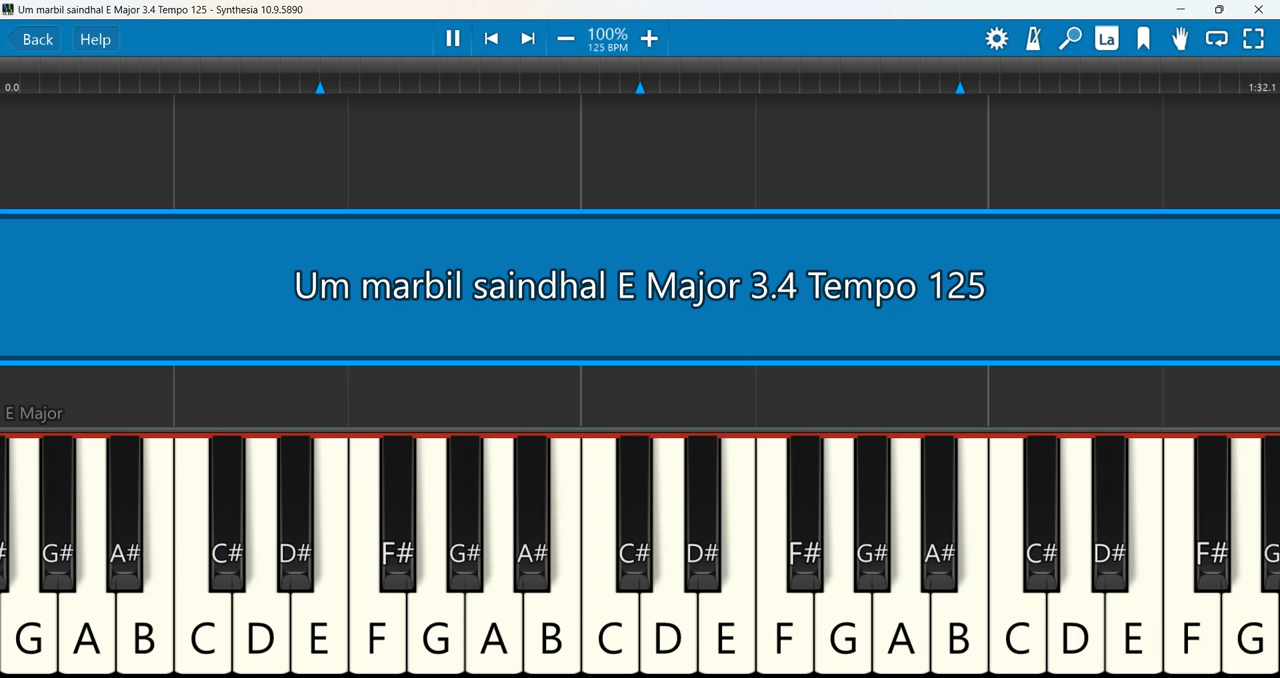 Um marbil saindhal E Major 3.4 Tempo 125 - Synthesia 10.9.5890
Back Help 100% La
125 BPM
0.0 1:32.1
Um marbil saindhal E Major 3.4 Tempo 125
E Major
# G# A# C# D# F# G# A# C# D# F# G# A# C# D# F# G
G A B C D E F G A B C D E F G A B C D E F G